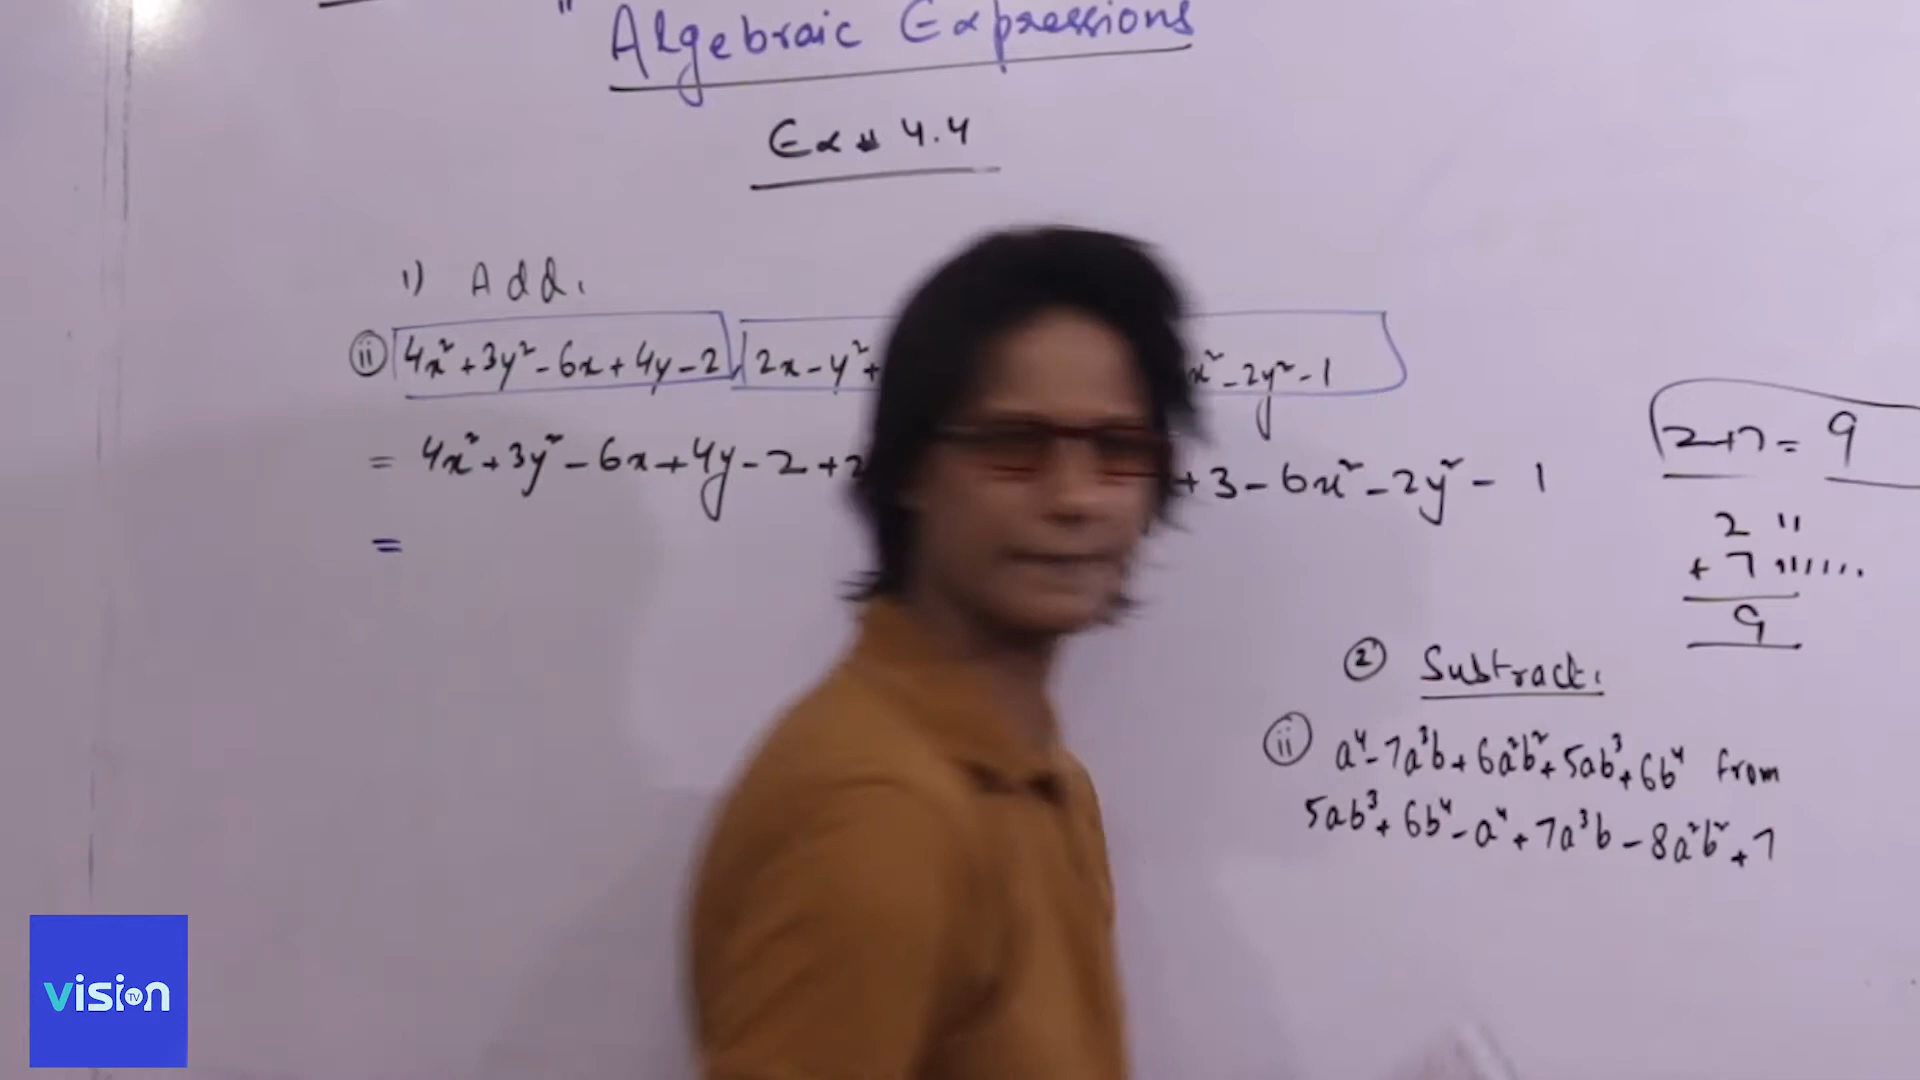 Algebraic Expressions
Ex # 4.4
1) Add.
(ii) 4x²+3y²-6x+4y-2, 2x-y²+ x²-2y²-1
= 4x²+3y²-6x+4y-2+2 +3-6x²-2y²-1
=
2+7=9
2 ıı
+ 7 ııııııı
9
② Subtract.
(ii) a⁴-7a³b+6a²b²+5ab³+6b⁴ from
5ab³+6b⁴-a⁴+7a³b-8a²b²+7
vision TV